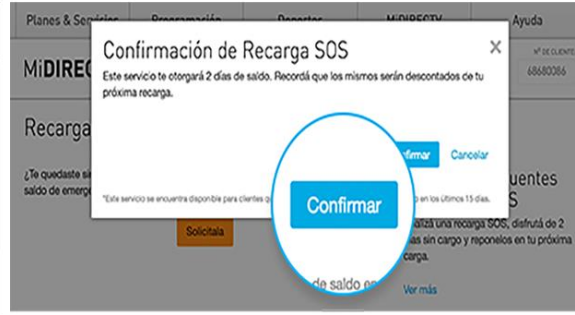 Planes & Servicios Programación Deportes MiDIRECTV Ayuda
Confirmación de Recarga SOS X
Este servicio te otorgará 2 días de saldo. Recordá que los mismos serán descontados de tu
próxima recarga.
MiDIREC
Nº DE CLIENTE
68680086
Recarga
Confirmar Cancelar
¿Te quedaste si
saldo de emerge
uentes
S
*Este servicio se encuentra disponible para clientes q
o en los últimos 15 días.
Confirmar
Solicitala
alizá una recarga SOS, disfrutá de 2
as sin cargo y reponelos en tu próxima
carga.
de saldo en
Ver más